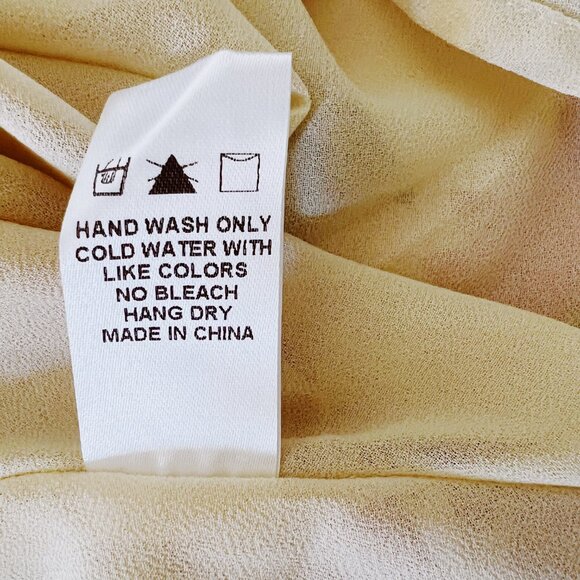 HAND WASH ONLY
COLD WATER WITH
LIKE COLORS
NO BLEACH
HANG DRY
MADE IN CHINA